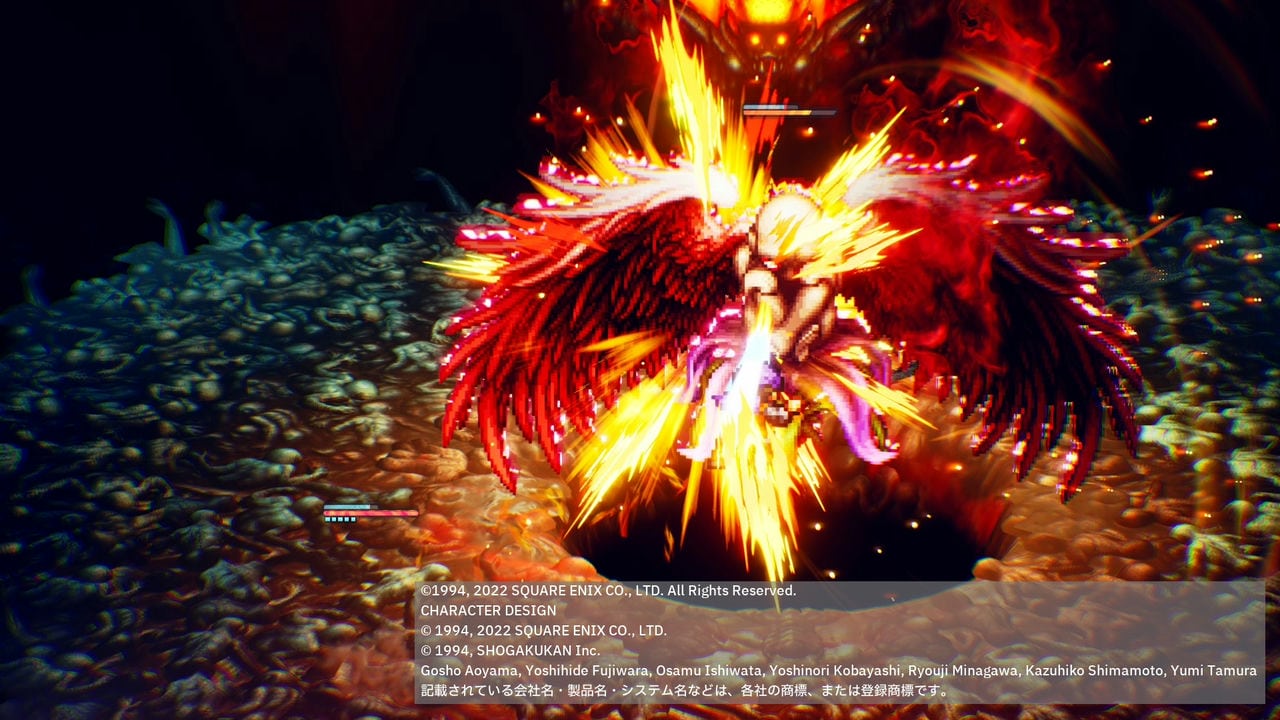 ©1994, 2022 SQUARE ENIX CO., LTD. All Rights Reserved.
CHARACTER DESIGN
© 1994, 2022 SQUARE ENIX CO., LTD.
© 1994, SHOGAKUKAN Inc.
Gosho Aoyama, Yoshihide Fujiwara, Osamu Ishiwata, Yoshinori Kobayashi, Ryouji Minagawa, Kazuhiko Shimamoto, Yumi Tamura
記載されている会社名・製品名・システム名などは、各社の商標、または登録商標です。